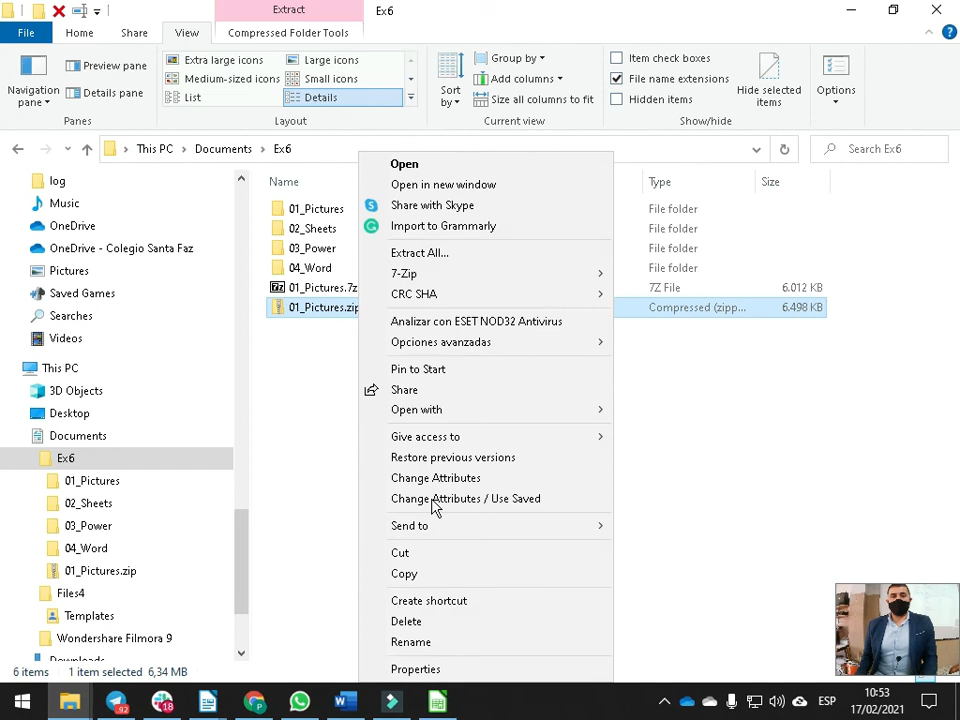 Extract
Ex6
File
Home
Share
View
Compressed Folder Tools
Navigation pane
Preview pane
Details pane
Extra large icons
Large icons
Medium-sized icons
Small icons
List
Details
Sort by
Group by
Add columns
Size all columns to fit
Item check boxes
File name extensions
Hidden items
Hide selected items
Options
Panes
Layout
Current view
Show/hide
This PC > Documents > Ex6
Search Ex6
log
Music
OneDrive
OneDrive - Colegio Santa Faz
Pictures
Saved Games
Searches
Videos
This PC
3D Objects
Desktop
Documents
Ex6
01_Pictures
02_Sheets
03_Power
04_Word
01_Pictures.zip
Files4
Templates
Wondershare Filmora 9
Name
Type
Size
01_Pictures
File folder
02_Sheets
File folder
03_Power
File folder
04_Word
File folder
01_Pictures.7z
7Z File
6.012 KB
01_Pictures.zip
Compressed (zipp...
6.498 KB
Open
Open in new window
Share with Skype
Import to Grammarly
Extract All...
7-Zip
CRC SHA
Analizar con ESET NOD32 Antivirus
Opciones avanzadas
Pin to Start
Share
Open with
Give access to
Restore previous versions
Change Attributes
Change Attributes / Use Saved
Send to
Cut
Copy
Create shortcut
Delete
Rename
Properties
6 items
1 item selected 6,34 MB
92
18
ESP
10:53
17/02/2021